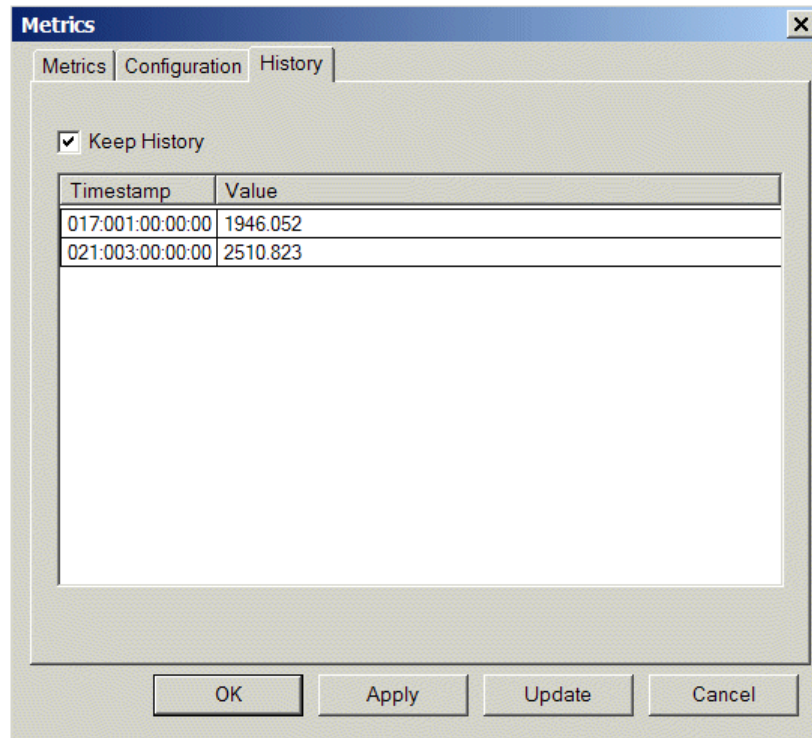 Metrics
Metrics Configuration History
Keep History
Timestamp Value
017:001:00:00:00 1946.052
021:003:00:00:00 2510.823
OK Apply Update Cancel